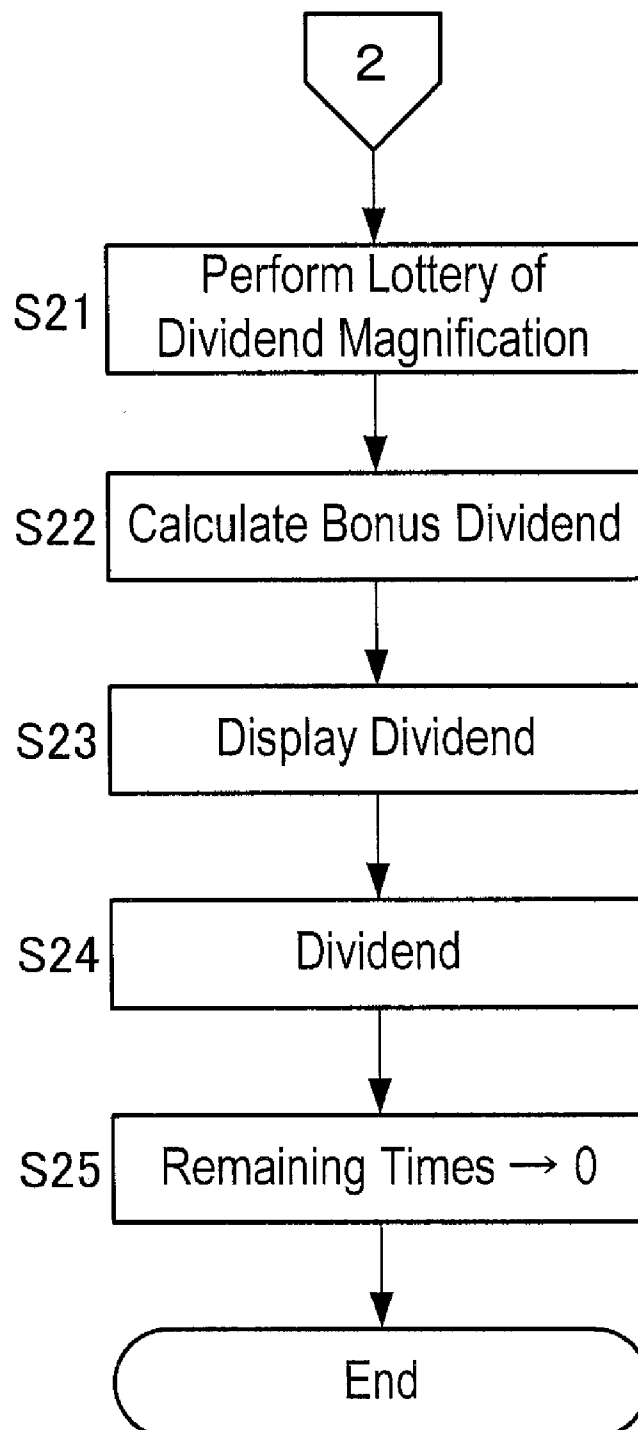 2
S21
Perform Lottery of
Dividend Magnification
S22
Calculate Bonus Dividend
S23
Display Dividend
S24
Dividend
S25
Remaining Times → 0
End